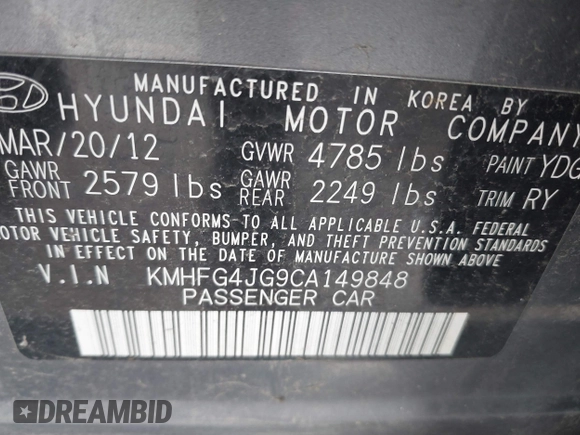 MANUFACTURED IN KOREA BY
HYUNDAI MOTOR COMPANY
MAR/20/12 GVWR 4785 lbs PAINT YDG
GAWR FRONT 2579 lbs GAWR REAR 2249 lbs TRIM RY
THIS VEHICLE CONFORMS TO ALL APPLICABLE U.S.A. FEDERAL
MOTOR VEHICLE SAFETY, BUMPER, AND THEFT PREVENTION STANDARDS
IN EFFECT ON THE DATE OF MANUFACTURE SHOWN ABOVE.
V.I.N KMHFG4JG9CA149848
PASSENGER CAR
DREAMBID